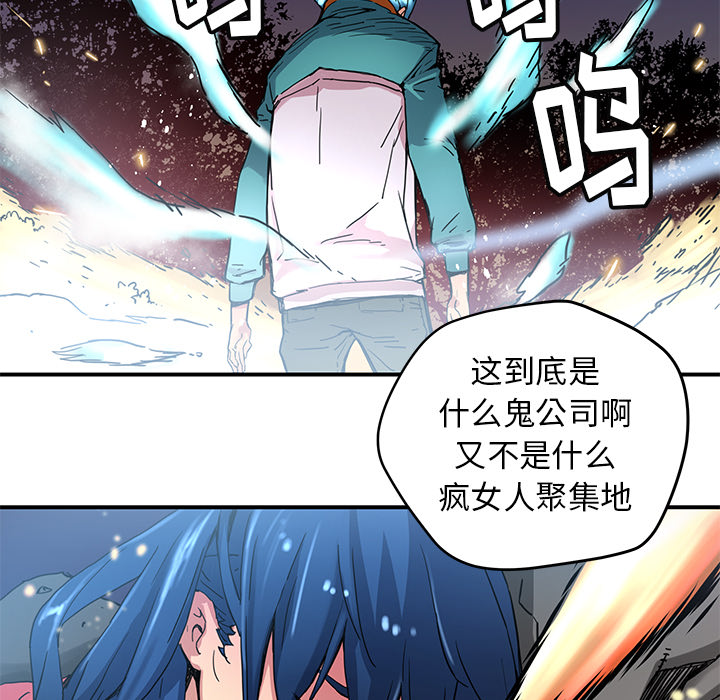 呜
呜
呜
这到底是
什么鬼公司啊
又不是什么
疯女人聚集地